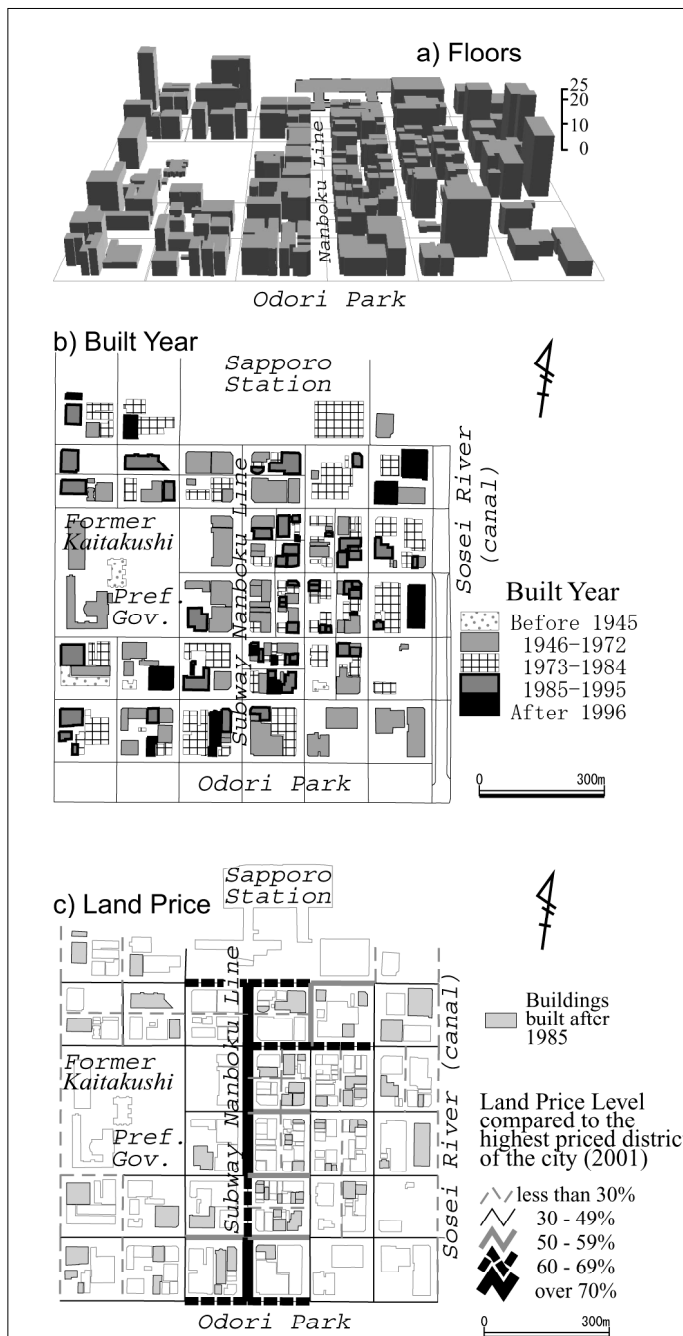 a) Floors
25
20
10
0
Nanboku Line
Odori Park
b) Built Year
Sapporo
Station
Sosei River
(canal)
Subway Nanboku Line
Former
Kaitakushi
Pref.
Gov.
Built Year
Before 1945
1946-1972
1973-1984
1985-1995
After 1996
Odori Park
0 300m
c) Land Price
Sapporo
Station
Subway Nanboku Line
Sosei River (canal)
Former
Kaitakushi
Pref.
Gov.
Buildings
built after
1985
Land Price Level
compared to the
highest priced distric
of the city (2001)
less than 30%
30 - 49%
50 - 59%
60 - 69%
over 70%
Odori Park
0 300m